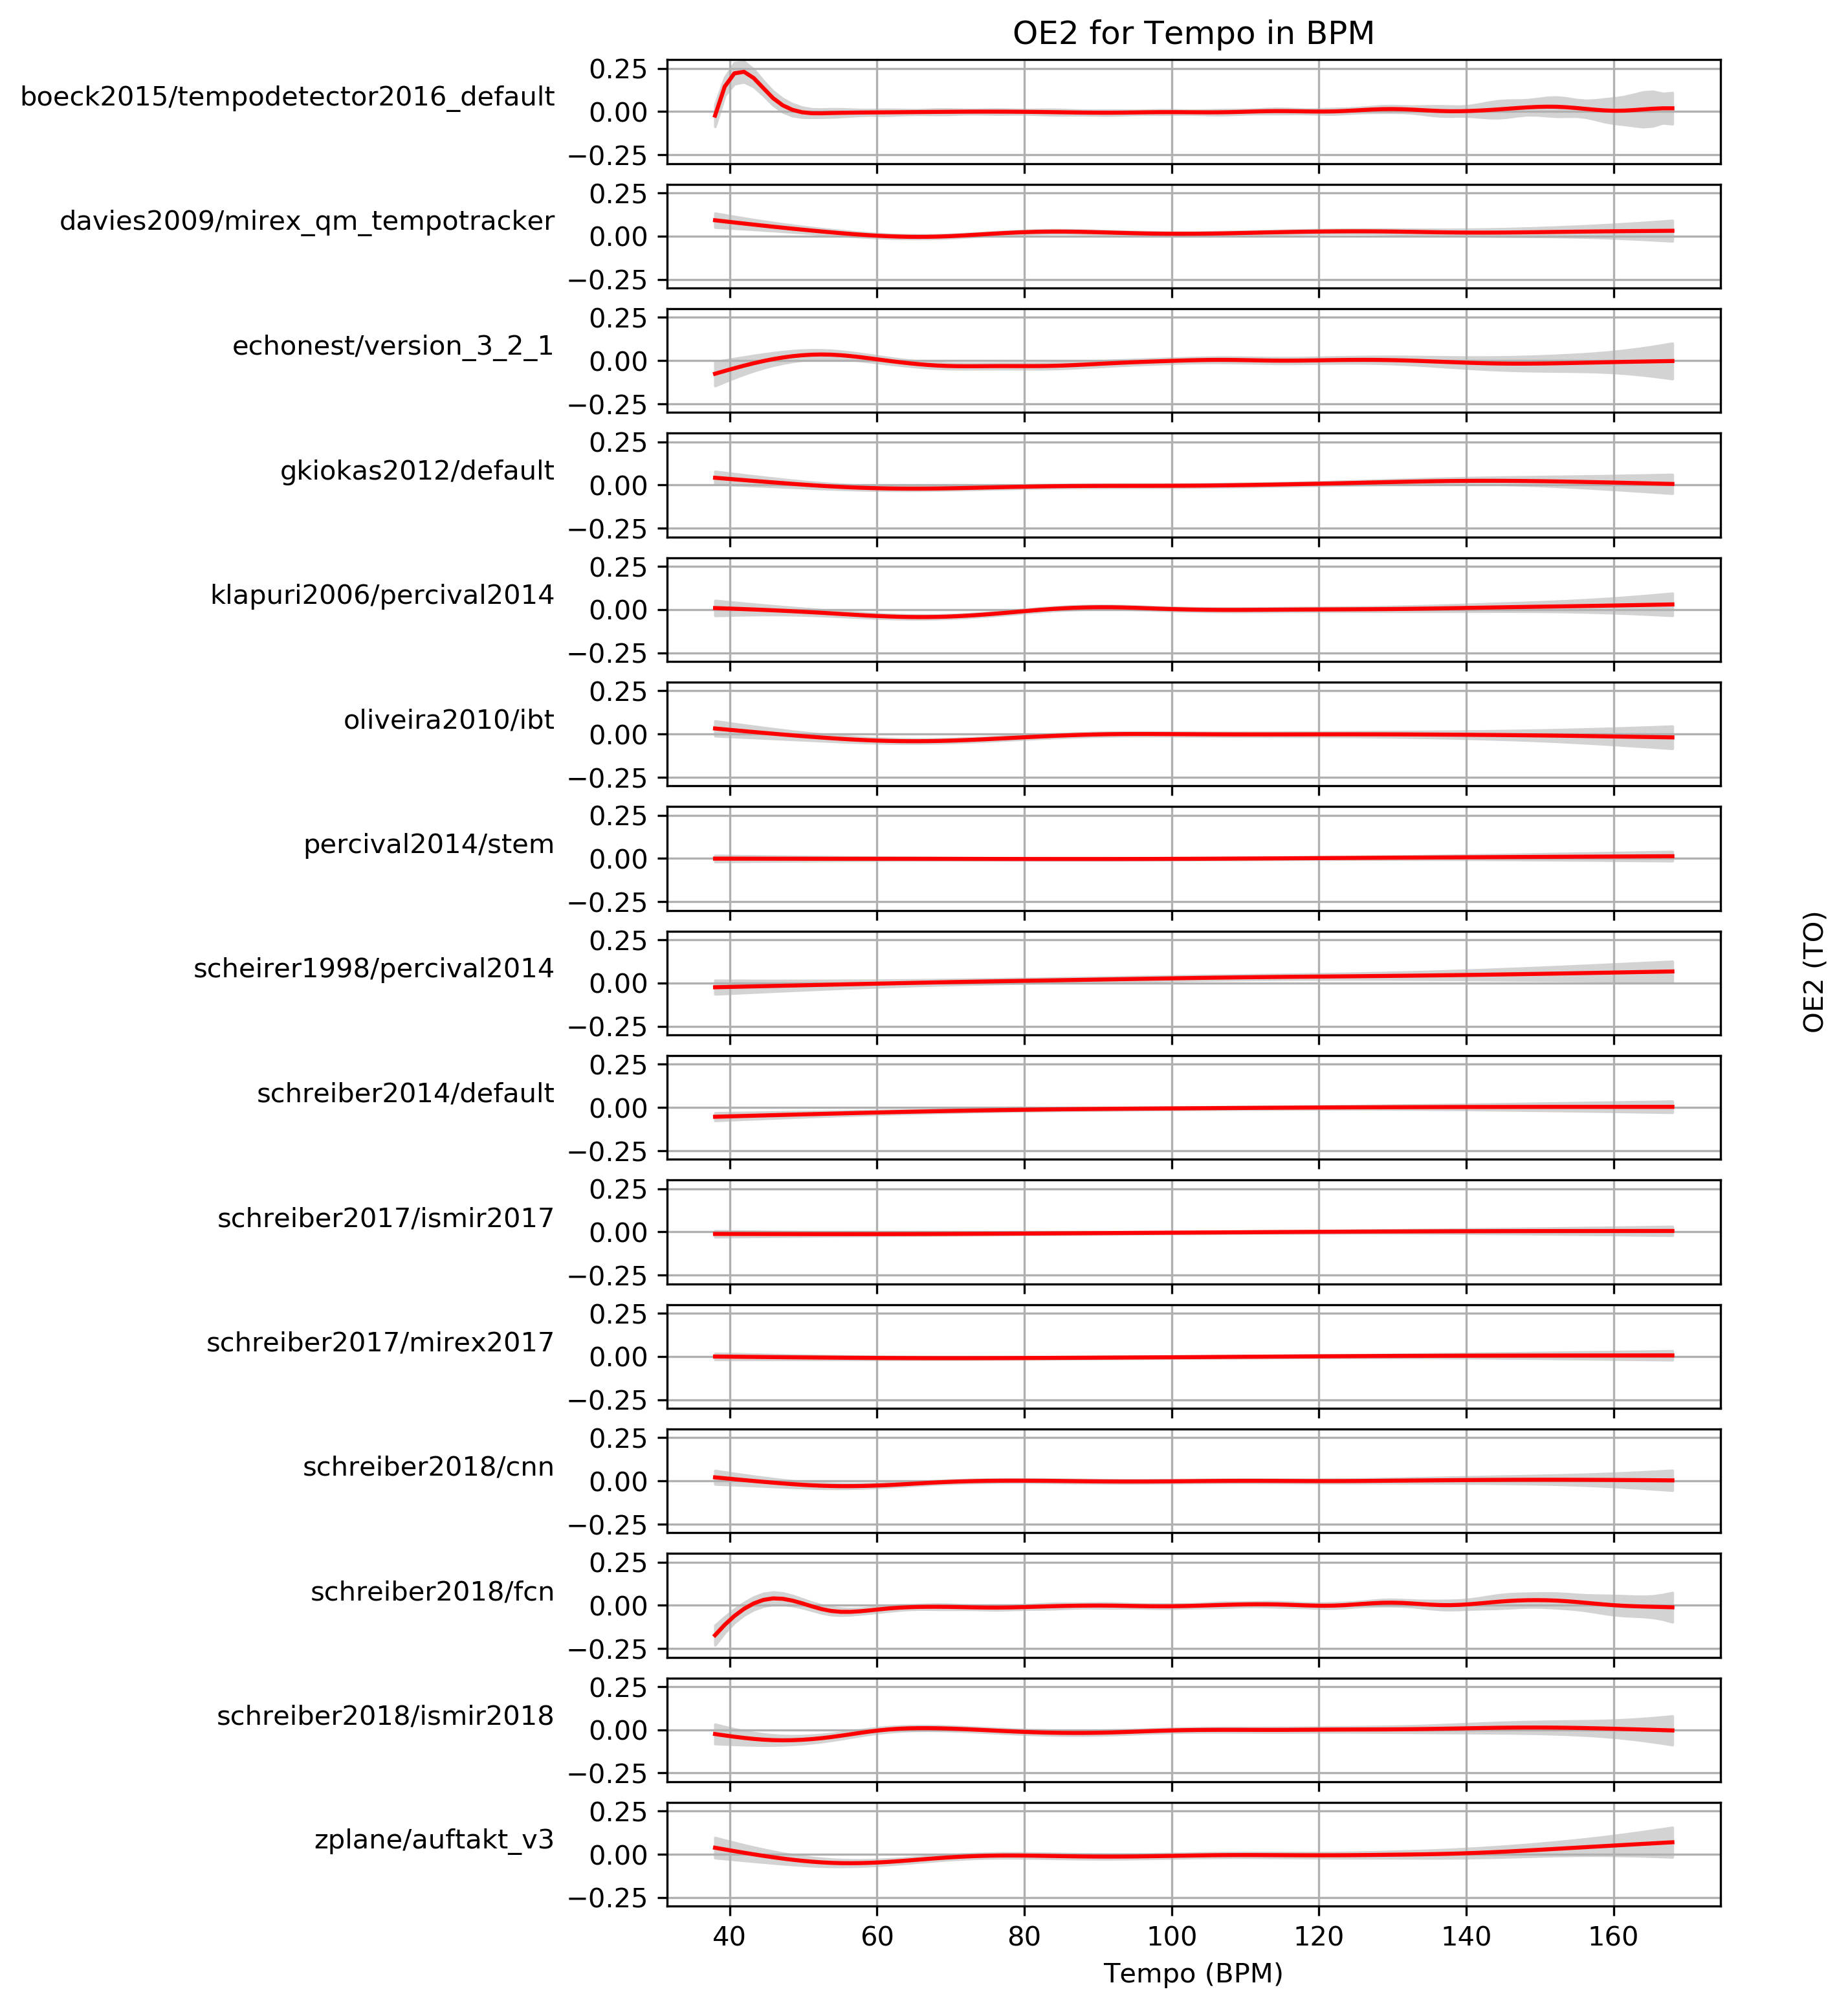 OE2 for Tempo in BPM
boeck2015/tempodetector2016_default
0.25
0.00
−0.25
davies2009/mirex_qm_tempotracker
0.25
0.00
−0.25
echonest/version_3_2_1
0.25
0.00
−0.25
gkiokas2012/default
0.25
0.00
−0.25
klapuri2006/percival2014
0.25
0.00
−0.25
oliveira2010/ibt
0.25
0.00
−0.25
percival2014/stem
0.25
0.00
−0.25
scheirer1998/percival2014
0.25
0.00
−0.25
OE2 (TO)
schreiber2014/default
0.25
0.00
−0.25
schreiber2017/ismir2017
0.25
0.00
−0.25
schreiber2017/mirex2017
0.25
0.00
−0.25
schreiber2018/cnn
0.25
0.00
−0.25
schreiber2018/fcn
0.25
0.00
−0.25
schreiber2018/ismir2018
0.25
0.00
−0.25
zplane/auftakt_v3
0.25
0.00
−0.25
40 60 80 100 120 140 160
Tempo (BPM)